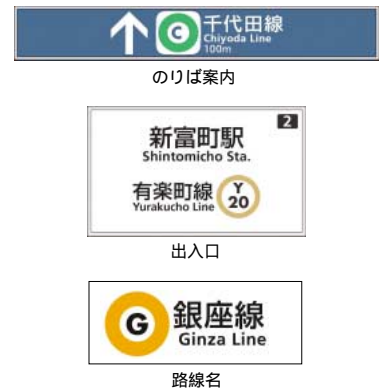 C
千代田線
Chiyoda Line
100m
のりば案内
2
新富町駅
Shintomicho Sta.
有楽町線
Yurakucho Line
Y
20
出入口
G
銀座線
Ginza Line
路線名